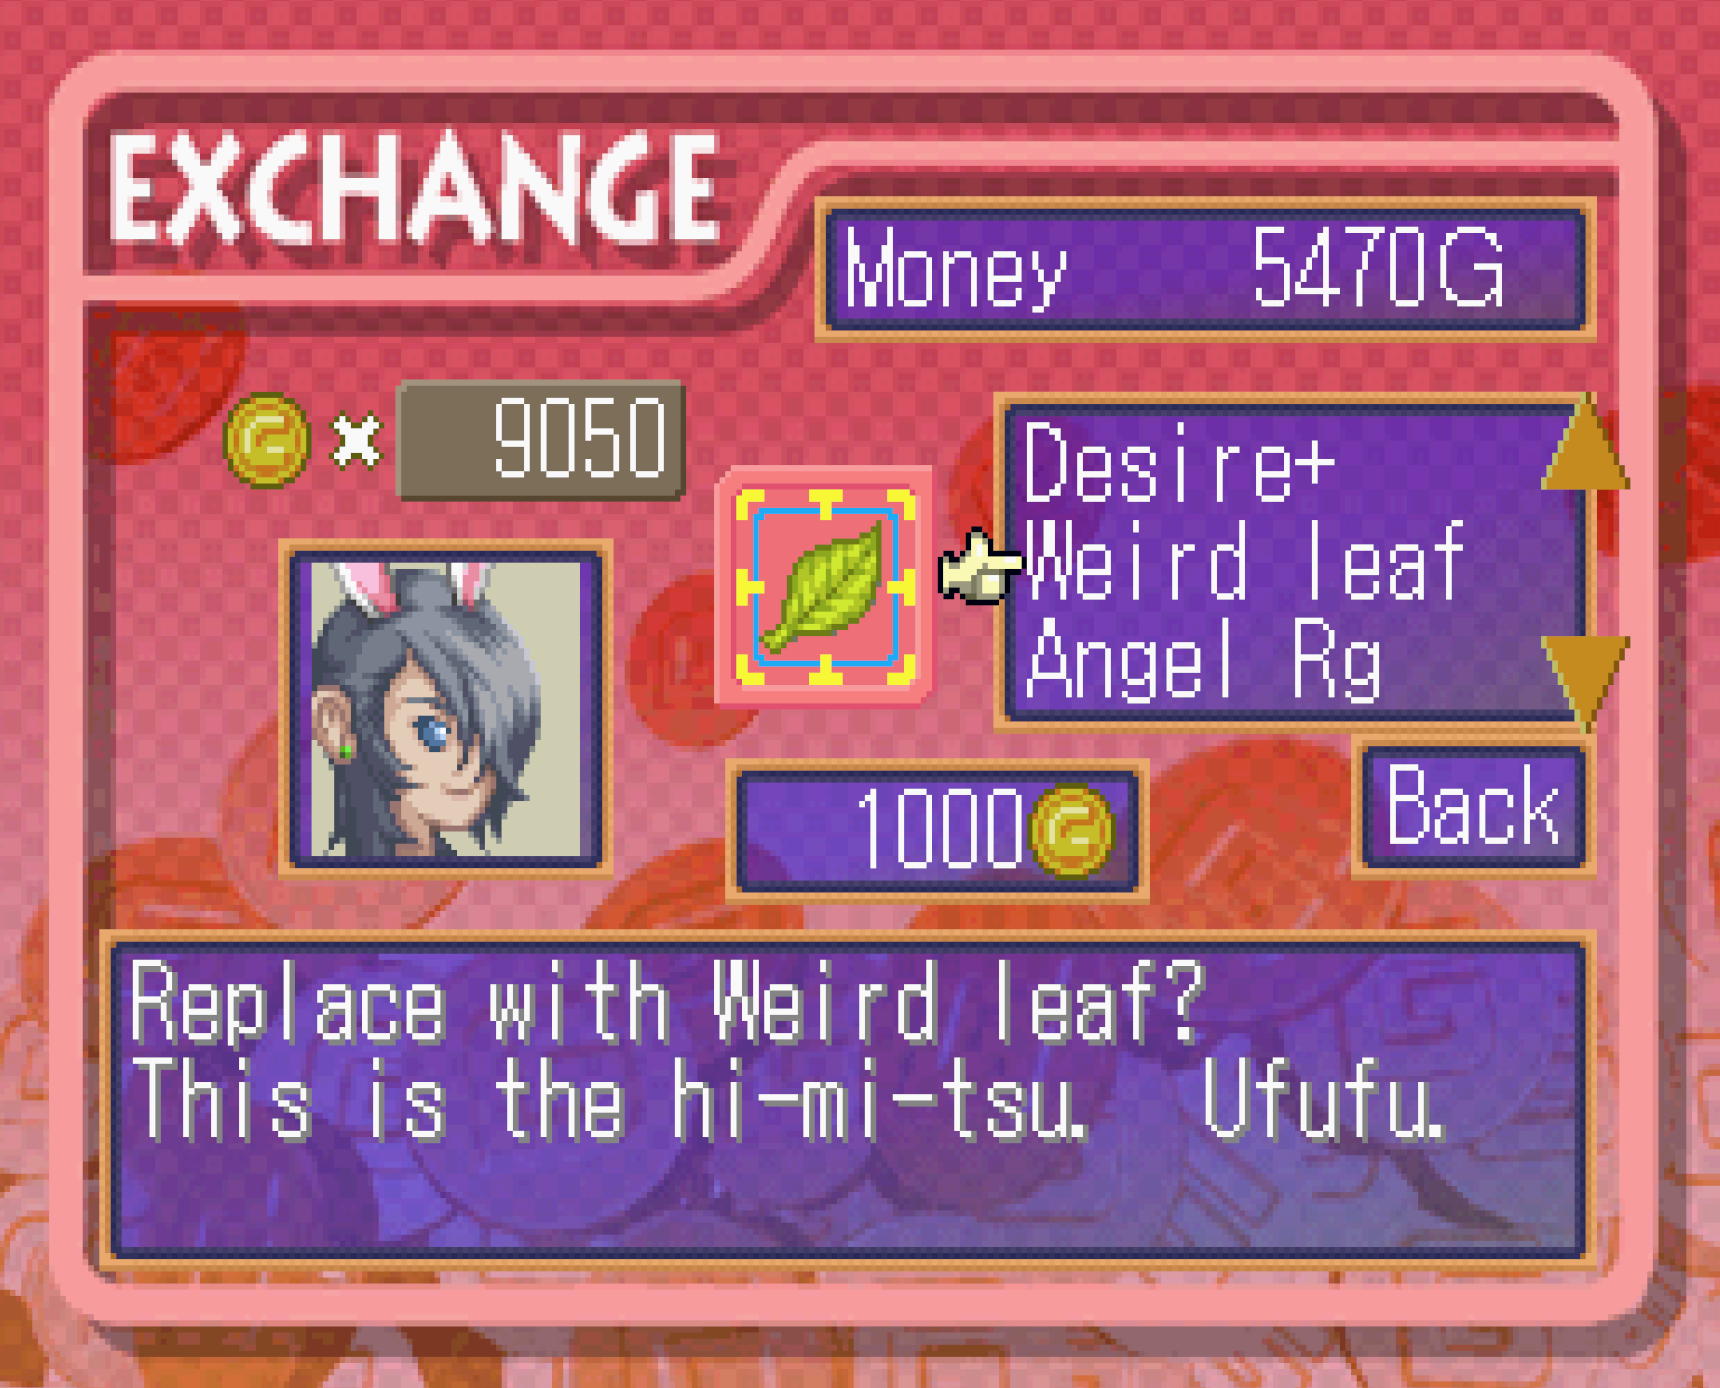 EXCHANGE
Money 5470G
× 9050
Desire+
Weird leaf
Angel Rg
1000
Back
Replace with Weird leaf?
This is the hi-mi-tsu. Ufufu.